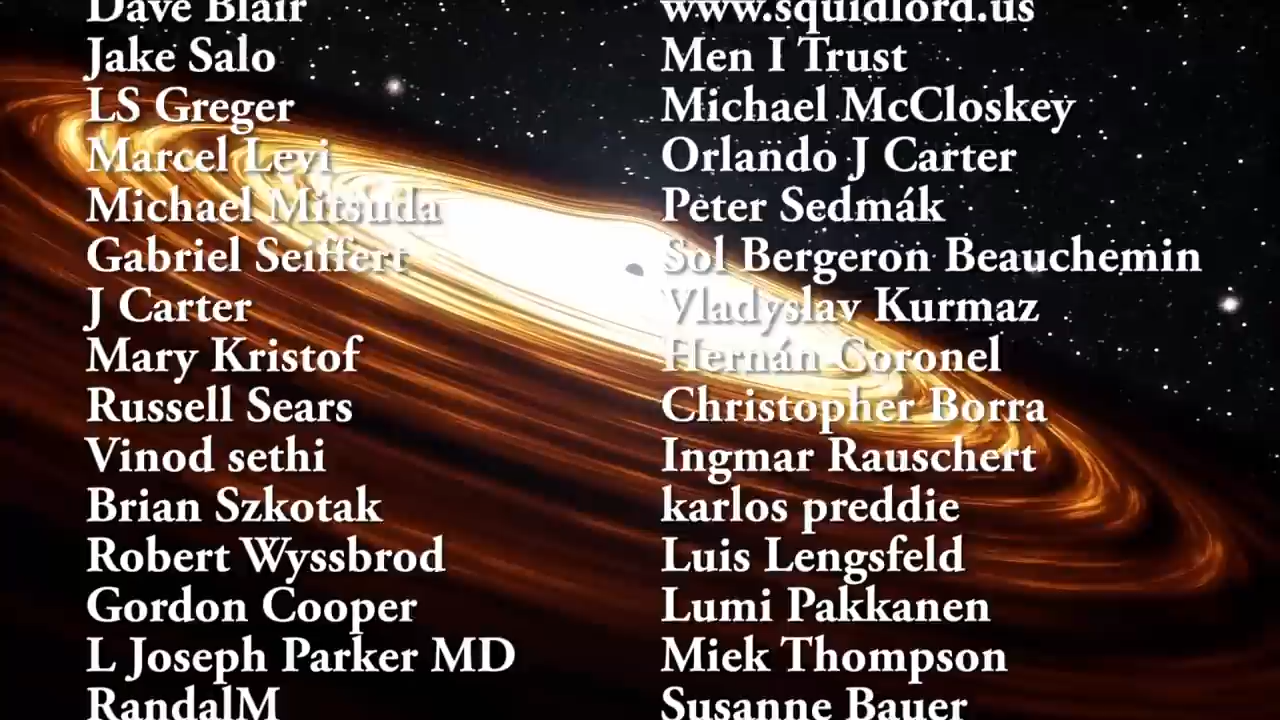 Dave Blair
Jake Salo
LS Greger
Marcel Levi
Michael Mitsuda
Gabriel Seiffert
J Carter
Mary Kristof
Russell Sears
Vinod sethi
Brian Szkotak
Robert Wyssbrod
Gordon Cooper
L Joseph Parker MD
RandalM
www.squidlord.us
Men I Trust
Michael McCloskey
Orlando J Carter
Peter Sedmák
Sol Bergeron Beauchemin
Vladyslav Kurmaz
Hernán Coronel
Christopher Borra
Ingmar Rauschert
karlos preddie
Luis Lengsfeld
Lumi Pakkanen
Miek Thompson
Susanne Bauer